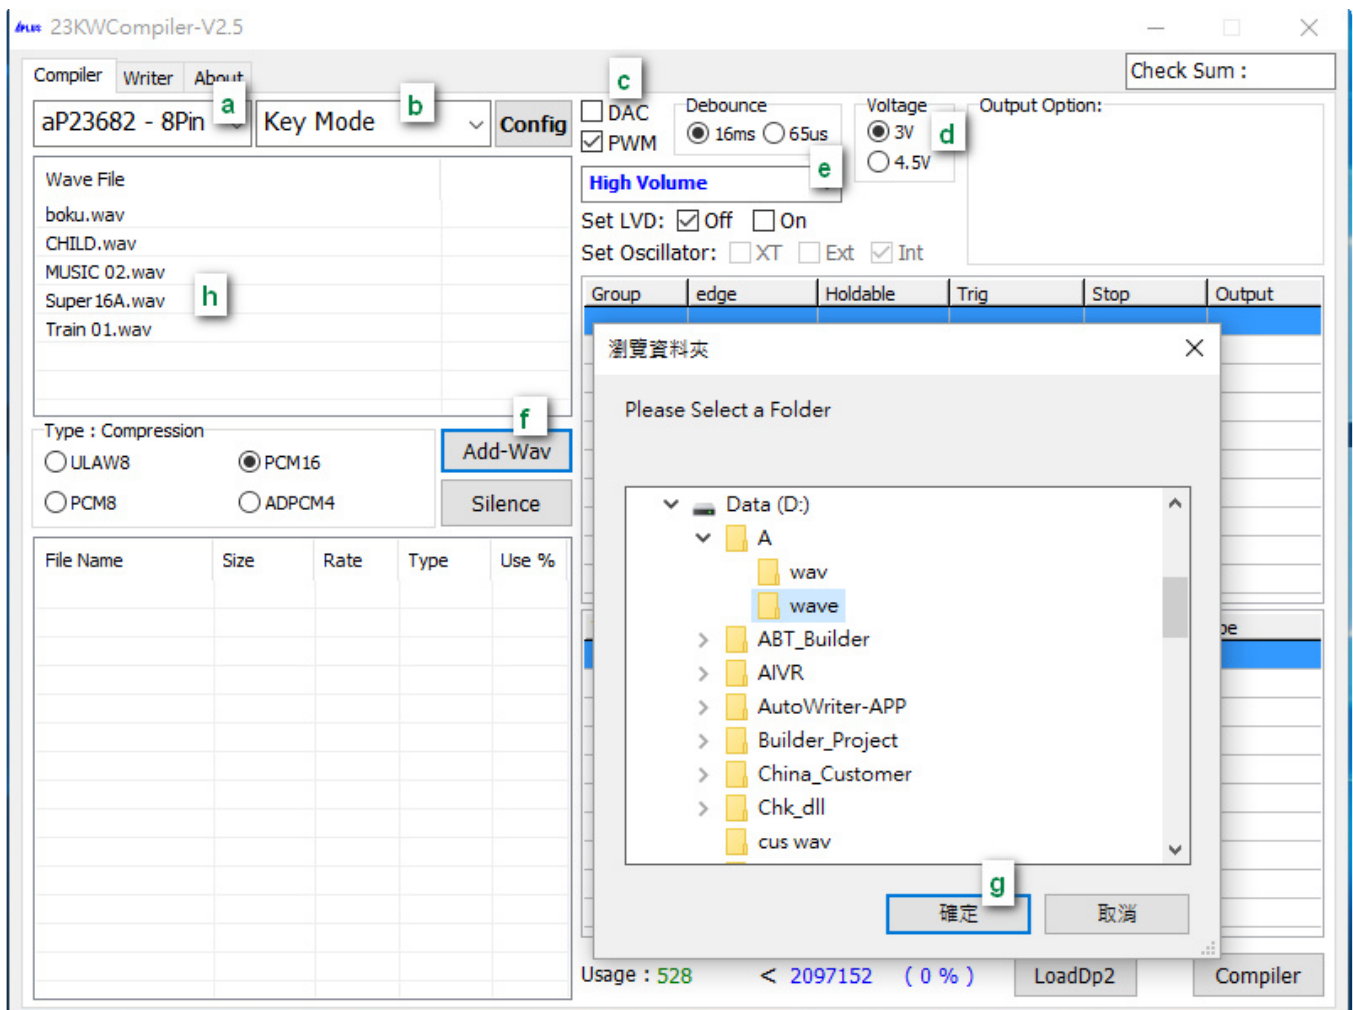 APLUS 23KWCompiler-V2.5
Compiler Writer About
Check Sum :
a b c d e f g h
aP23682 - 8Pin
Key Mode
Config
DAC
PWM
Debounce
16ms 65us
Voltage
3V
4.5V
Output Option:
High Volume
Set LVD: Off On
Set Oscillator: XT Ext Int
Wave File
boku.wav
CHILD.wav
MUSIC 02.wav
Super16A.wav
Train 01.wav
Group edge Holdable Trig Stop Output
Type : Compression
ULAW8 PCM16
PCM8 ADPCM4
Add-Wav
Silence
File Name Size Rate Type Use %
瀏覽資料夾
Please Select a Folder
Data (D:)
A
wav
wave
ABT_Builder
AIVR
AutoWriter-APP
Builder_Project
China_Customer
Chk_dll
cus wav
確定 取消
Usage : 528 < 2097152 ( 0 % )
LoadDp2
Compiler